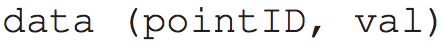 data (pointID, val)